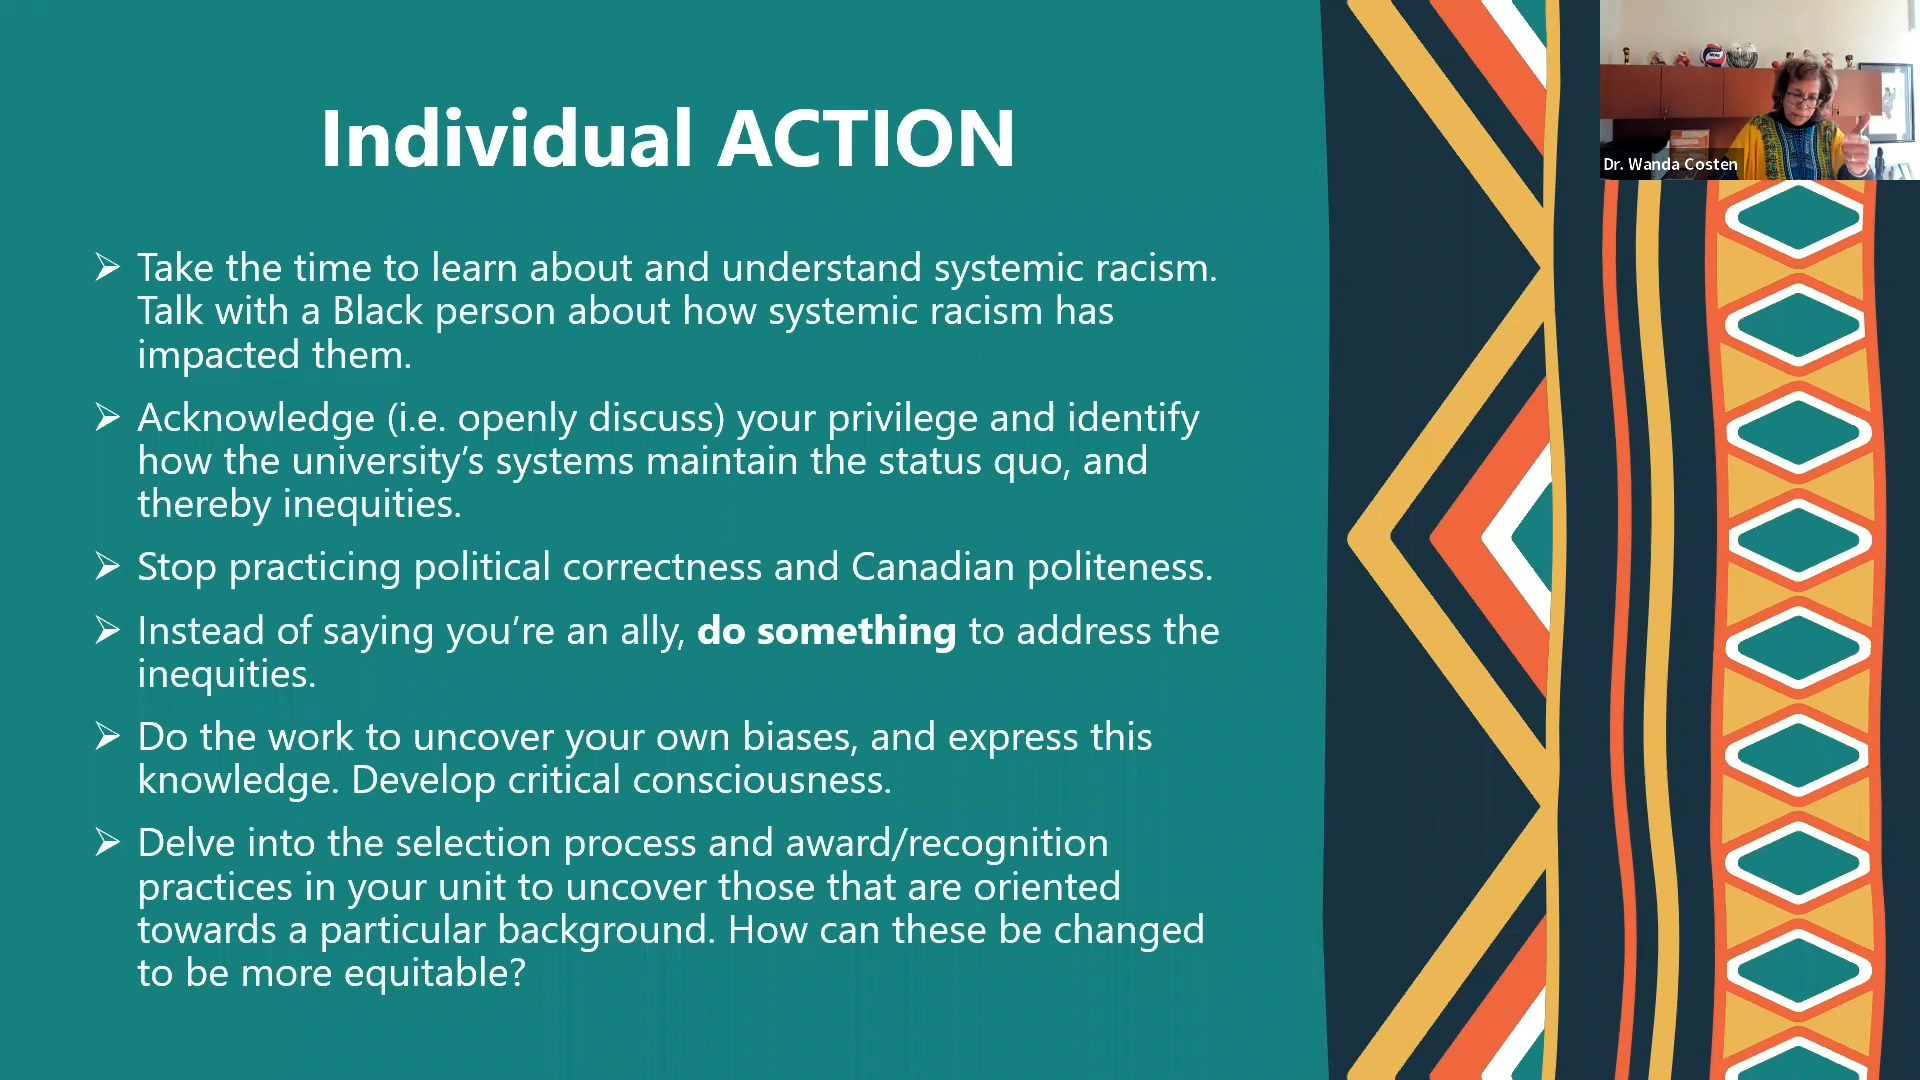 Individual ACTION
Dr. Wanda Costen
➢ Take the time to learn about and understand systemic racism.
Talk with a Black person about how systemic racism has
impacted them.
➢ Acknowledge (i.e. openly discuss) your privilege and identify
how the university’s systems maintain the status quo, and
thereby inequities.
➢ Stop practicing political correctness and Canadian politeness.
➢ Instead of saying you’re an ally, do something to address the
inequities.
➢ Do the work to uncover your own biases, and express this
knowledge. Develop critical consciousness.
➢ Delve into the selection process and award/recognition
practices in your unit to uncover those that are oriented
towards a particular background. How can these be changed
to be more equitable?